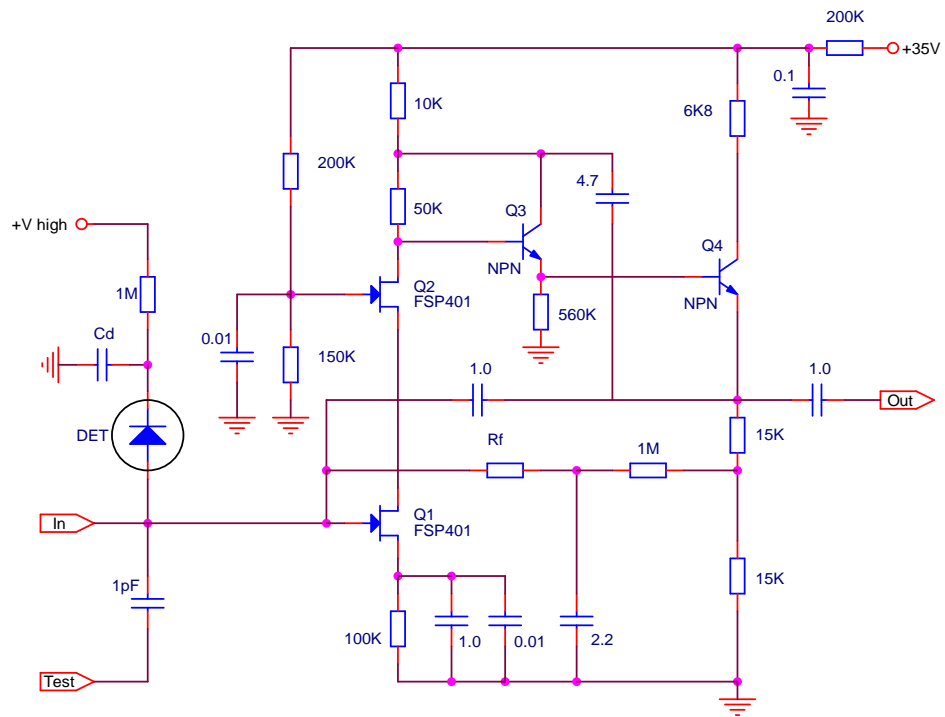 200K
+35V
10K
0.1
6K8
200K
4.7
50K
Q3
+V high
Q4
NPN
Q2
FSP401
NPN
1M
560K
Cd
0.01
150K
1.0
1.0
Out
DET
15K
Rf
1M
Q1
FSP401
In
1pF
15K
100K
1.0
0.01
2.2
Test